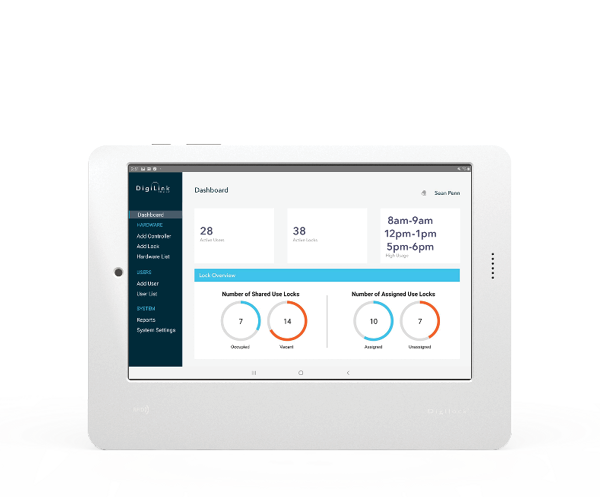 DigiLink
Dashboard
Sean Penn
Dashboard
HARDWARE
Add Controller
Add Lock
Hardware List
USERS
Add User
User List
SYSTEM
Reports
System Settings
28
Active Users
38
Active Locks
8am-9am
12pm-1pm
5pm-6pm
High Usage
Lock Overview
Number of Shared Use Locks
7
Occupied
14
Vacant
Number of Assigned Use Locks
10
Assigned
7
Unassigned
DigiLink